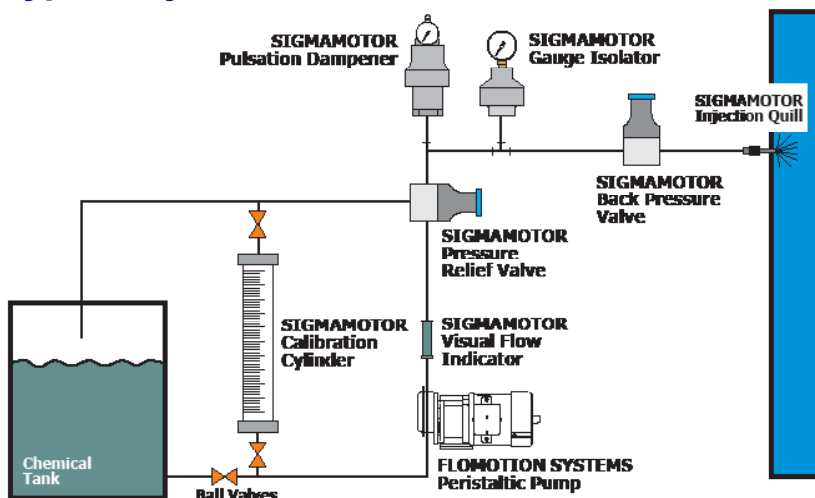 SIGMAMOTOR
Pulsation Dampener
SIGMAMOTOR
Gauge Isolator
SIGMAMOTOR
Injection Quill
SIGMAMOTOR
Back Pressure
Valve
SIGMAMOTOR
Pressure
Relief Valve
SIGMAMOTOR
Calibration
Cylinder
SIGMAMOTOR
Visual Flow
Indicator
Chemical
Tank
Ball Valves
FLOMOTION SYSTEMS
Peristaltic Pump